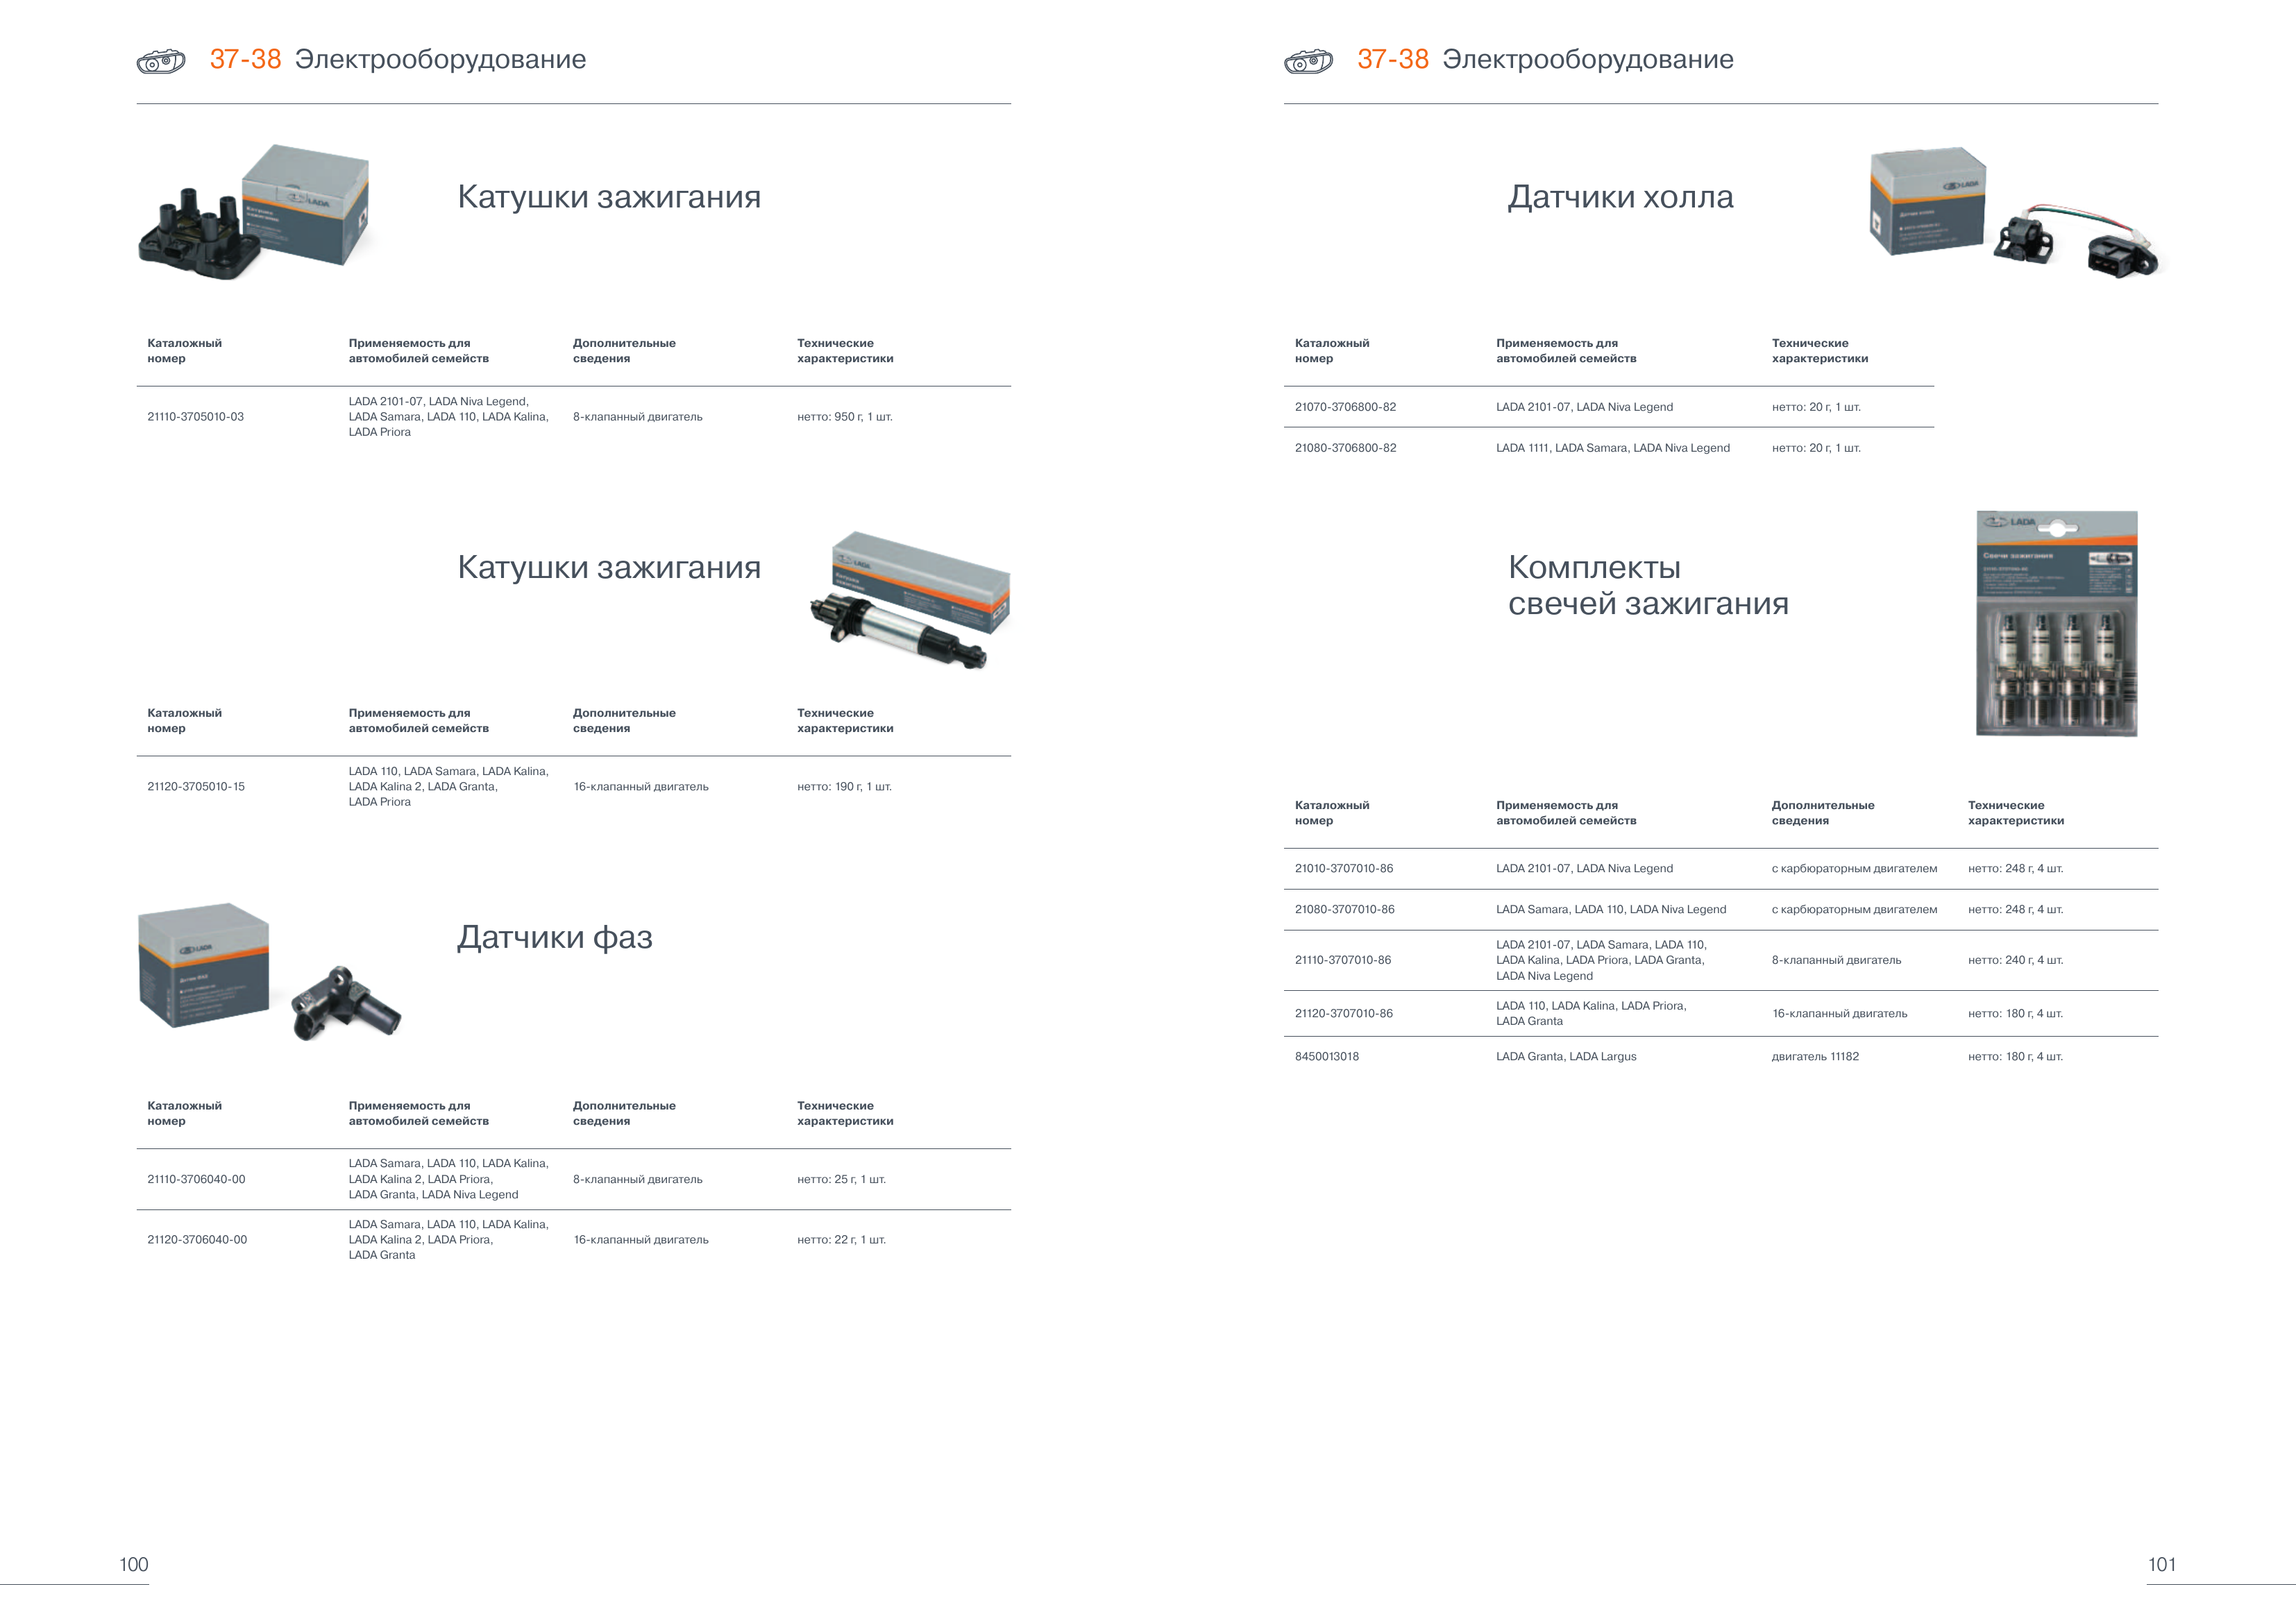 37-38 Электрооборудование
Катушки зажигания
Каталожный
номер
Применяемость для
автомобилей семейств
Дополнительные
сведения
Технические
характеристики
21110-3705010-03
LADA 2101-07, LADA Niva Legend,
LADA Samara, LADA 110, LADA Kalina,
LADA Priora
8-клапанный двигатель
нетто: 950 г, 1 шт.
Катушки зажигания
Каталожный
номер
Применяемость для
автомобилей семейств
Дополнительные
сведения
Технические
характеристики
21120-3705010-15
LADA 110, LADA Samara, LADA Kalina,
LADA Kalina 2, LADA Granta,
LADA Priora
16-клапанный двигатель
нетто: 190 г, 1 шт.
Датчики фаз
Каталожный
номер
Применяемость для
автомобилей семейств
Дополнительные
сведения
Технические
характеристики
21110-3706040-00
LADA Samara, LADA 110, LADA Kalina,
LADA Kalina 2, LADA Priora,
LADA Granta, LADA Niva Legend
8-клапанный двигатель
нетто: 25 г, 1 шт.
21120-3706040-00
LADA Samara, LADA 110, LADA Kalina,
LADA Kalina 2, LADA Priora,
LADA Granta
16-клапанный двигатель
нетто: 22 г, 1 шт.
100
37-38 Электрооборудование
Датчики холла
LADA
Каталожный
номер
Применяемость для
автомобилей семейств
Технические
характеристики
21070-3706800-82
LADA 2101-07, LADA Niva Legend
нетто: 20 г, 1 шт.
21080-3706800-82
LADA 1111, LADA Samara, LADA Niva Legend
нетто: 20 г, 1 шт.
Комплекты
свечей зажигания
LADA
Свечи зажигания
Каталожный
номер
Применяемость для
автомобилей семейств
Дополнительные
сведения
Технические
характеристики
21010-3707010-86
LADA 2101-07, LADA Niva Legend
с карбюраторным двигателем
нетто: 248 г, 4 шт.
21080-3707010-86
LADA Samara, LADA 110, LADA Niva Legend
с карбюраторным двигателем
нетто: 248 г, 4 шт.
21110-3707010-86
LADA 2101-07, LADA Samara, LADA 110,
LADA Kalina, LADA Priora, LADA Granta,
LADA Niva Legend
8-клапанный двигатель
нетто: 240 г, 4 шт.
21120-3707010-86
LADA 110, LADA Kalina, LADA Priora,
LADA Granta
16-клапанный двигатель
нетто: 180 г, 4 шт.
8450013018
LADA Granta, LADA Largus
двигатель 11182
нетто: 180 г, 4 шт.
101